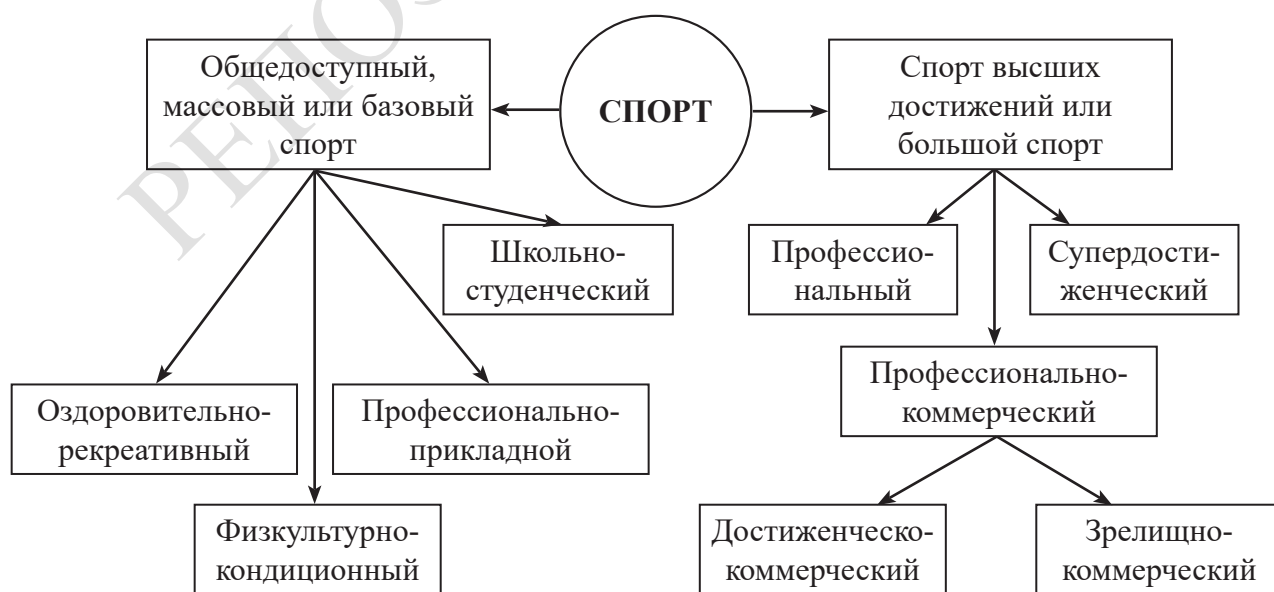 РЕПОЗ
Общедоступный,
массовый или базовый
спорт
СПОРТ
Спорт высших
достижений или
большой спорт
Школьно-
студенческий
Профессио-
нальный
Супердости-
женческий
Оздоровительно-
рекреативный
Профессионально-
прикладной
Профессионально-
коммерческий
Физкультурно-
кондиционный
Достиженческо-
коммерческий
Зрелищно-
коммерческий